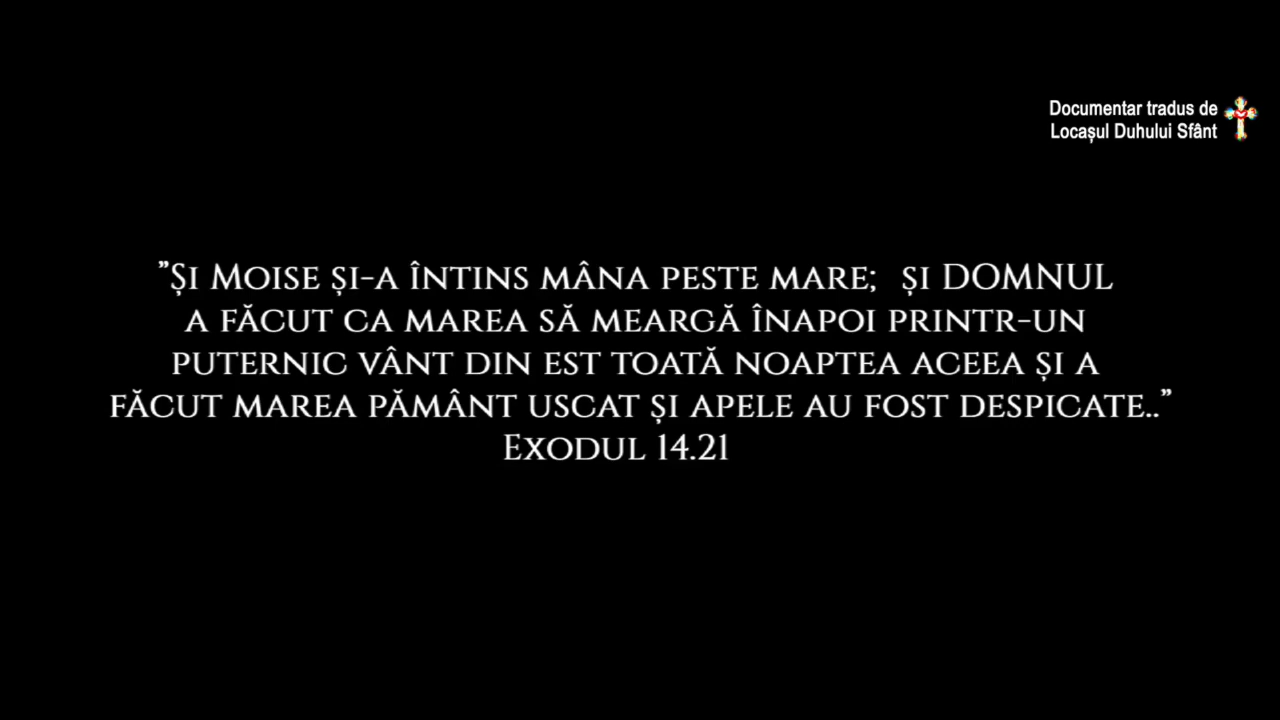 Documentar tradus de
Locașul Duhului Sfânt
”Și Moise și-a întins mâna peste mare; și DOMNUL
a făcut ca marea să meargă înapoi printr-un
puternic vânt din est toată noaptea aceea și a
făcut marea pământ uscat și apele au fost despicate..”
Exodul 14.21